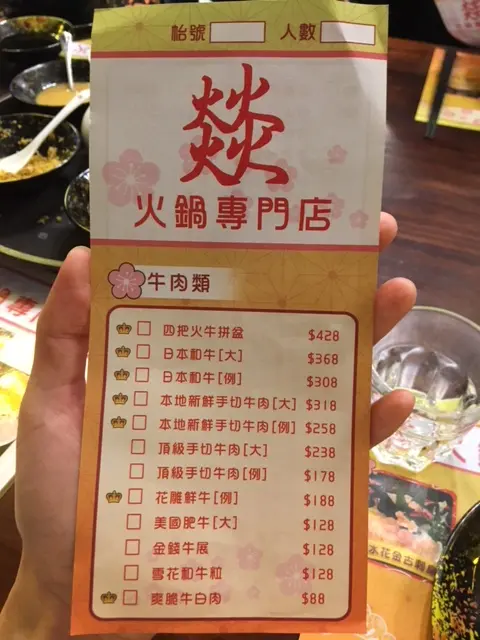 枱號 人數
燚
火鍋專門店
牛肉類
四把火牛拼盆 $428
日本和牛[大] $368
日本和牛[例] $308
本地新鮮手切牛肉[大] $318
本地新鮮手切牛肉[例] $258
頂級手切牛肉[大] $238
頂級手切牛肉[例] $178
花雕鮮牛[例] $188
美國肥牛[大] $128
金錢牛展 $128
雪花和牛粒 $128
爽脆牛白肉 $88